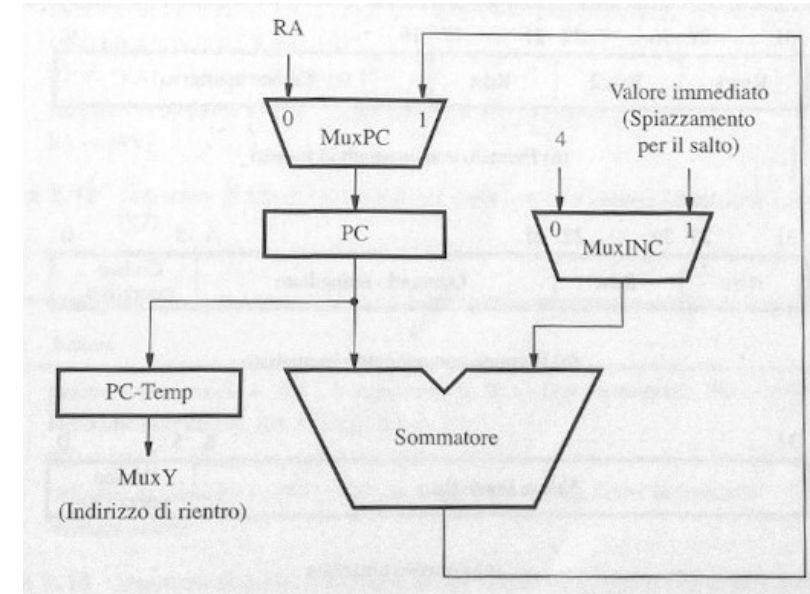 RA
Valore immediato
(Spiazzamento
per il salto)
0
1
MuxPC
4
PC
0
1
MuxINC
PC-Temp
Sommatore
MuxY
(Indirizzo di rientro)